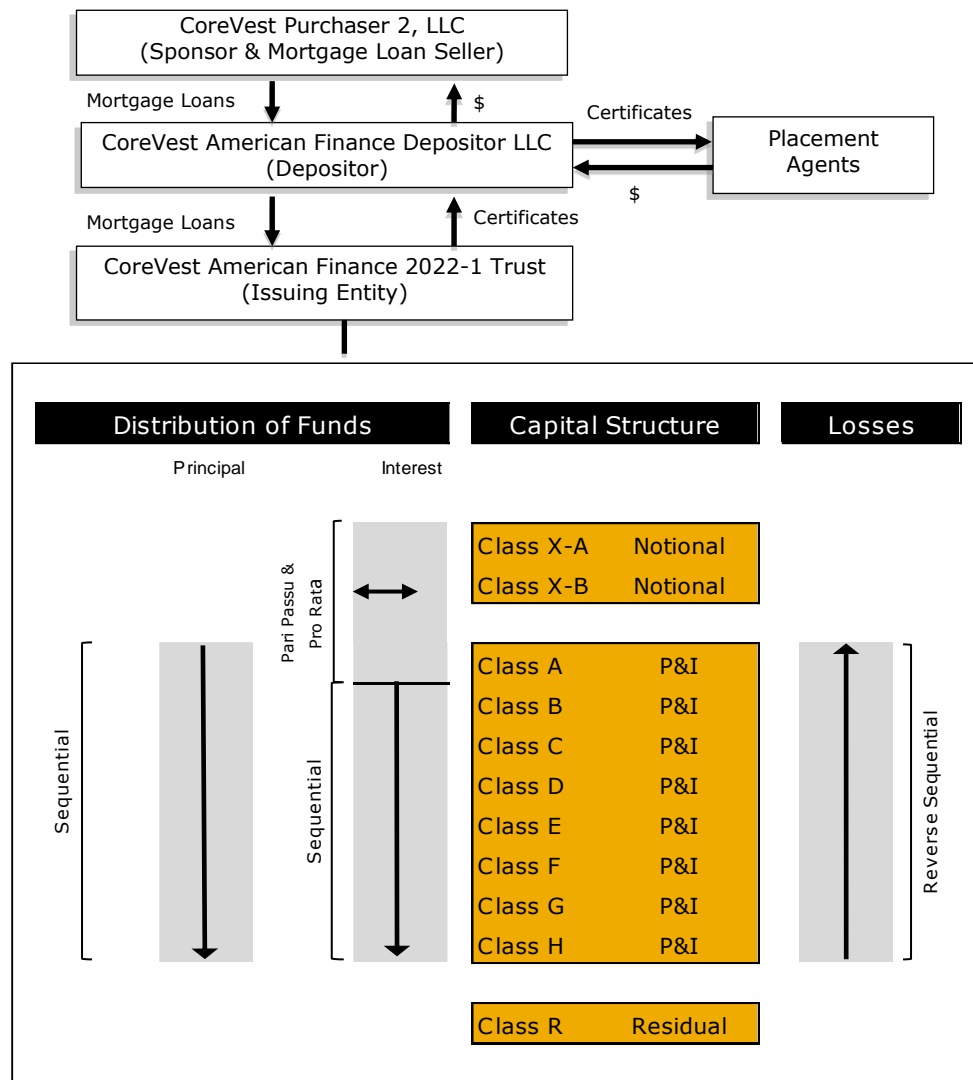 CoreVest Purchaser 2, LLC
(Sponsor & Mortgage Loan Seller)
Mortgage Loans
$
Certificates
CoreVest American Finance Depositor LLC
(Depositor)
Placement
Agents
$
Mortgage Loans
Certificates
CoreVest American Finance 2022-1 Trust
(Issuing Entity)
Distribution of Funds
Capital Structure
Losses
Principal
Interest
Pari Passu &
Pro Rata
Class X-A Notional
Class X-B Notional
Sequential
Sequential
Class A P&I
Class B P&I
Class C P&I
Class D P&I
Class E P&I
Class F P&I
Class G P&I
Class H P&I
Reverse Sequential
Class R Residual